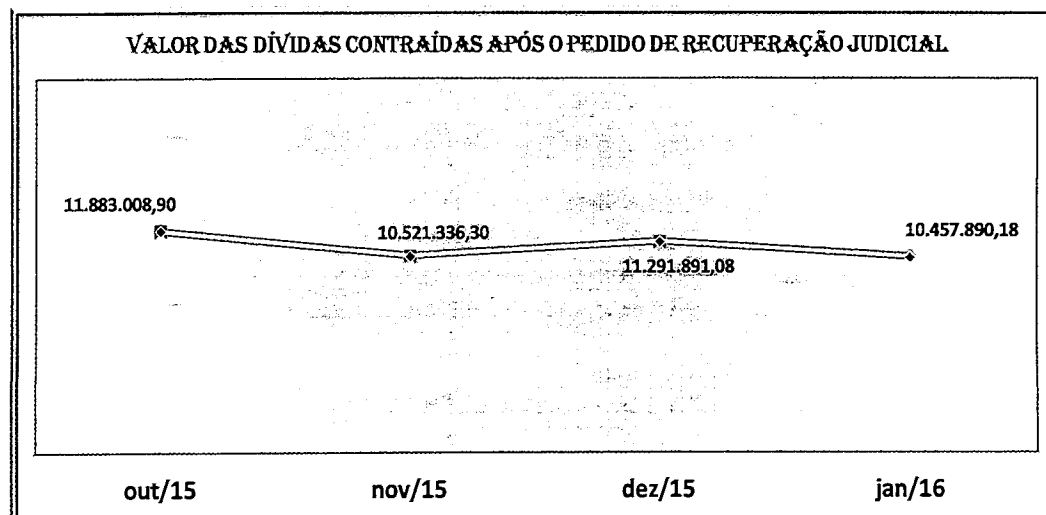 VALOR DAS DÍVIDAS CONTRAÍDAS APÓS O PEDIDO DE RECUPERAÇÃO JUDICIAL
11.883.008,90
10.521.336,30
11.291.891,08
10.457.890,18
out/15 nov/15 dez/15 jan/16